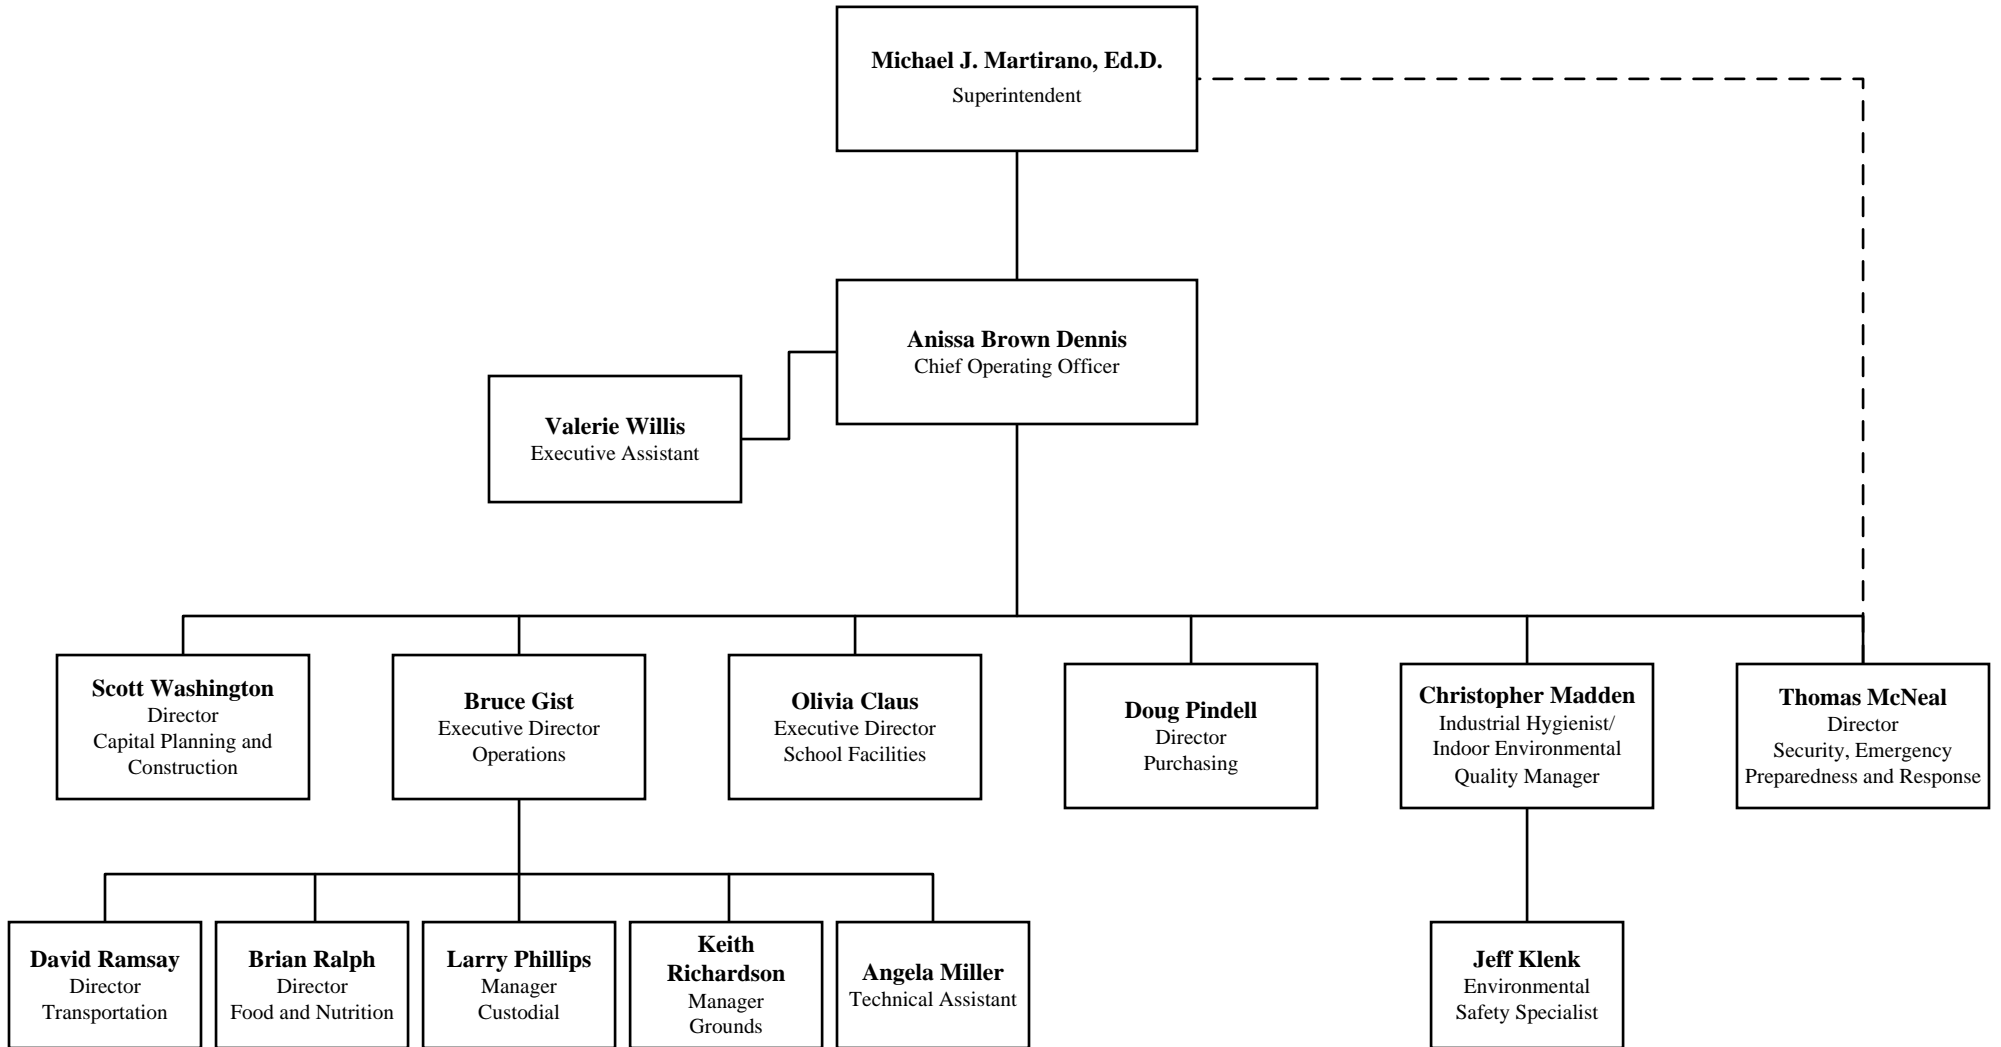 Michael J. Martirano, Ed.D.
Superintendent
Anissa Brown Dennis
Chief Operating Officer
Valerie Willis
Executive Assistant
Scott Washington
Director
Capital Planning and
Construction
Bruce Gist
Executive Director
Operations
Olivia Claus
Executive Director
School Facilities
Doug Pindell
Director
Purchasing
Christopher Madden
Industrial Hygienist/
Indoor Environmental
Quality Manager
Thomas McNeal
Director
Security, Emergency
Preparedness and Response
David Ramsay
Director
Transportation
Brian Ralph
Director
Food and Nutrition
Larry Phillips
Manager
Custodial
Keith
Richardson
Manager
Grounds
Angela Miller
Technical Assistant
Jeff Klenk
Environmental
Safety Specialist